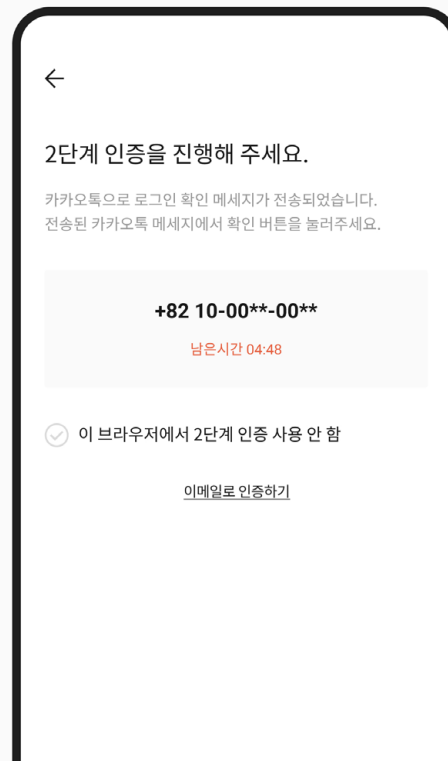 2단계 인증을 진행해 주세요.
카카오톡으로 로그인 확인 메세지가 전송되었습니다.
전송된 카카오톡 메세지에서 확인 버튼을 눌러주세요.
+82 10-00**-00**
남은시간 04:48
이 브라우저에서 2단계 인증 사용 안 함
이메일로 인증하기